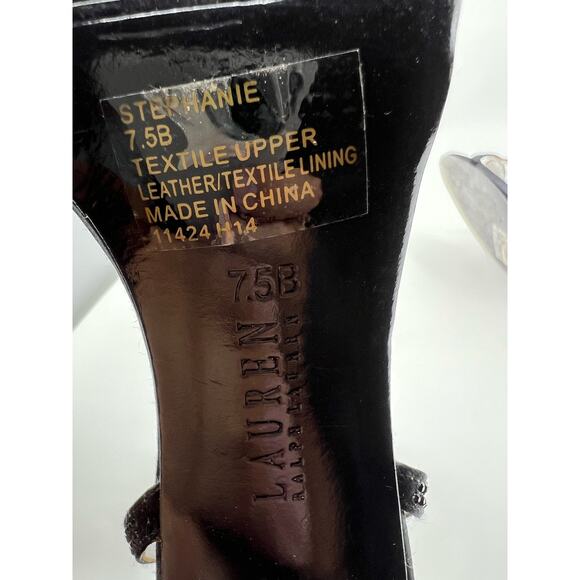 STEPHANIE
7.5B
TEXTILE UPPER
LEATHER/TEXTILE LINING
MADE IN CHINA
11424 H14
7.5B
LAUREN
RALPH LAUREN